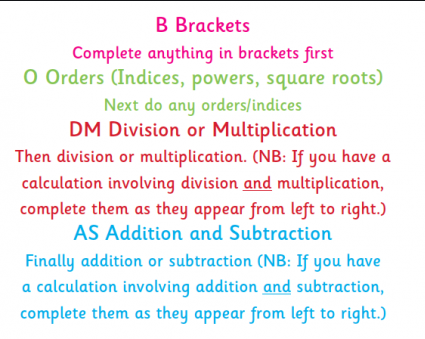 B Brackets
Complete anything in brackets first
O Orders (Indices, powers, square roots)
Next do any orders/indices
DM Division or Multiplication
Then division or multiplication. (NB: If you have a
calculation involving division and multiplication,
complete them as they appear from left to right.)
AS Addition and Subtraction
Finally addition or subtraction (NB: If you have
a calculation involving addition and subtraction,
complete them as they appear from left to right.)